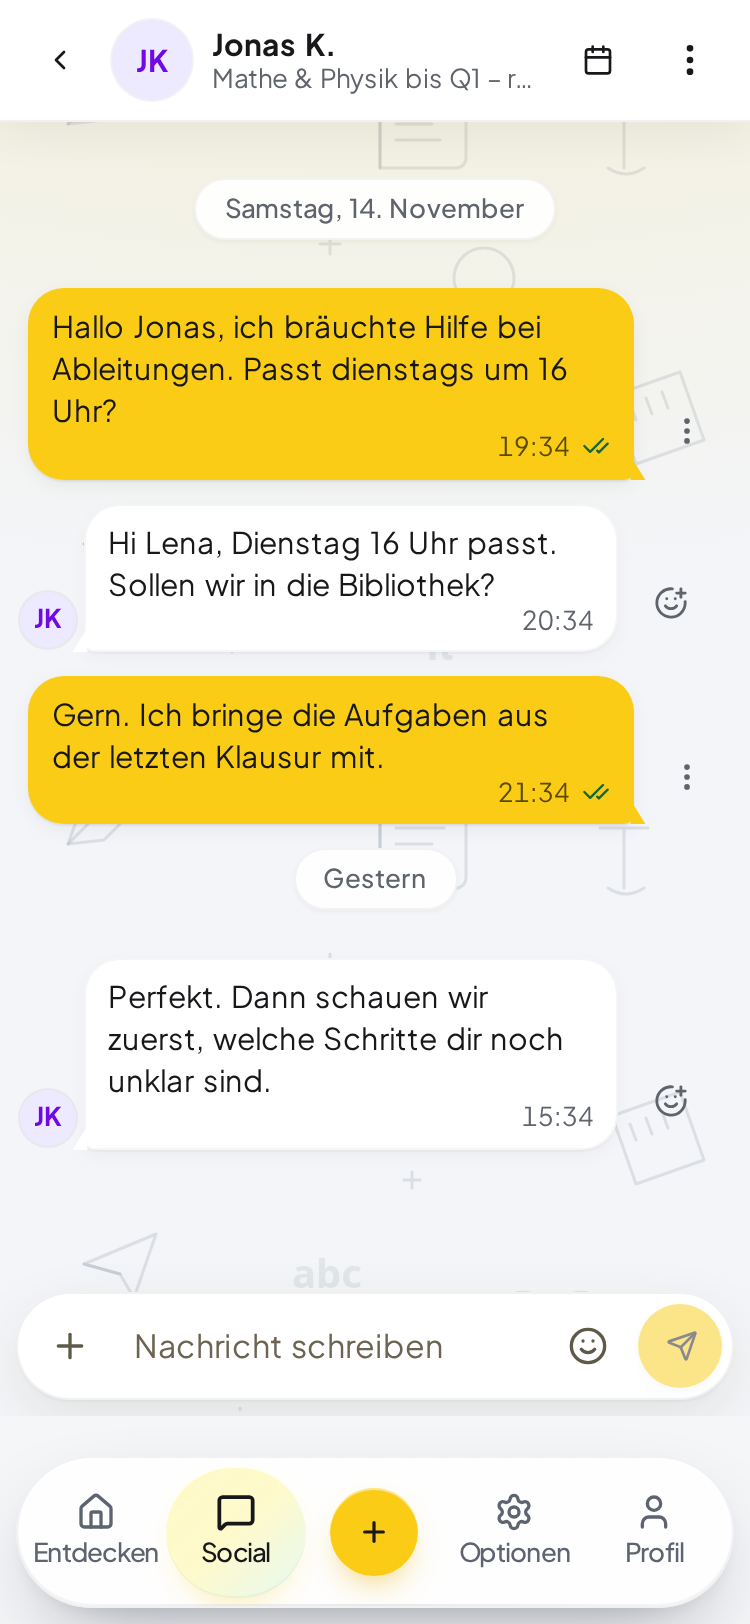 JK
Jonas K.
Mathe & Physik bis Q1 – r...
Samstag, 14. November
Hallo Jonas, ich bräuchte Hilfe bei
Ableitungen. Passt dienstags um 16
Uhr?
19:34
Hi Lena, Dienstag 16 Uhr passt.
Sollen wir in die Bibliothek?
20:34
JK
Gern. Ich bringe die Aufgaben aus
der letzten Klausur mit.
21:34
Gestern
Perfekt. Dann schauen wir
zuerst, welche Schritte dir noch
unklar sind.
15:34
JK
abc
Nachricht schreiben
Entdecken
Social
Optionen
Profil